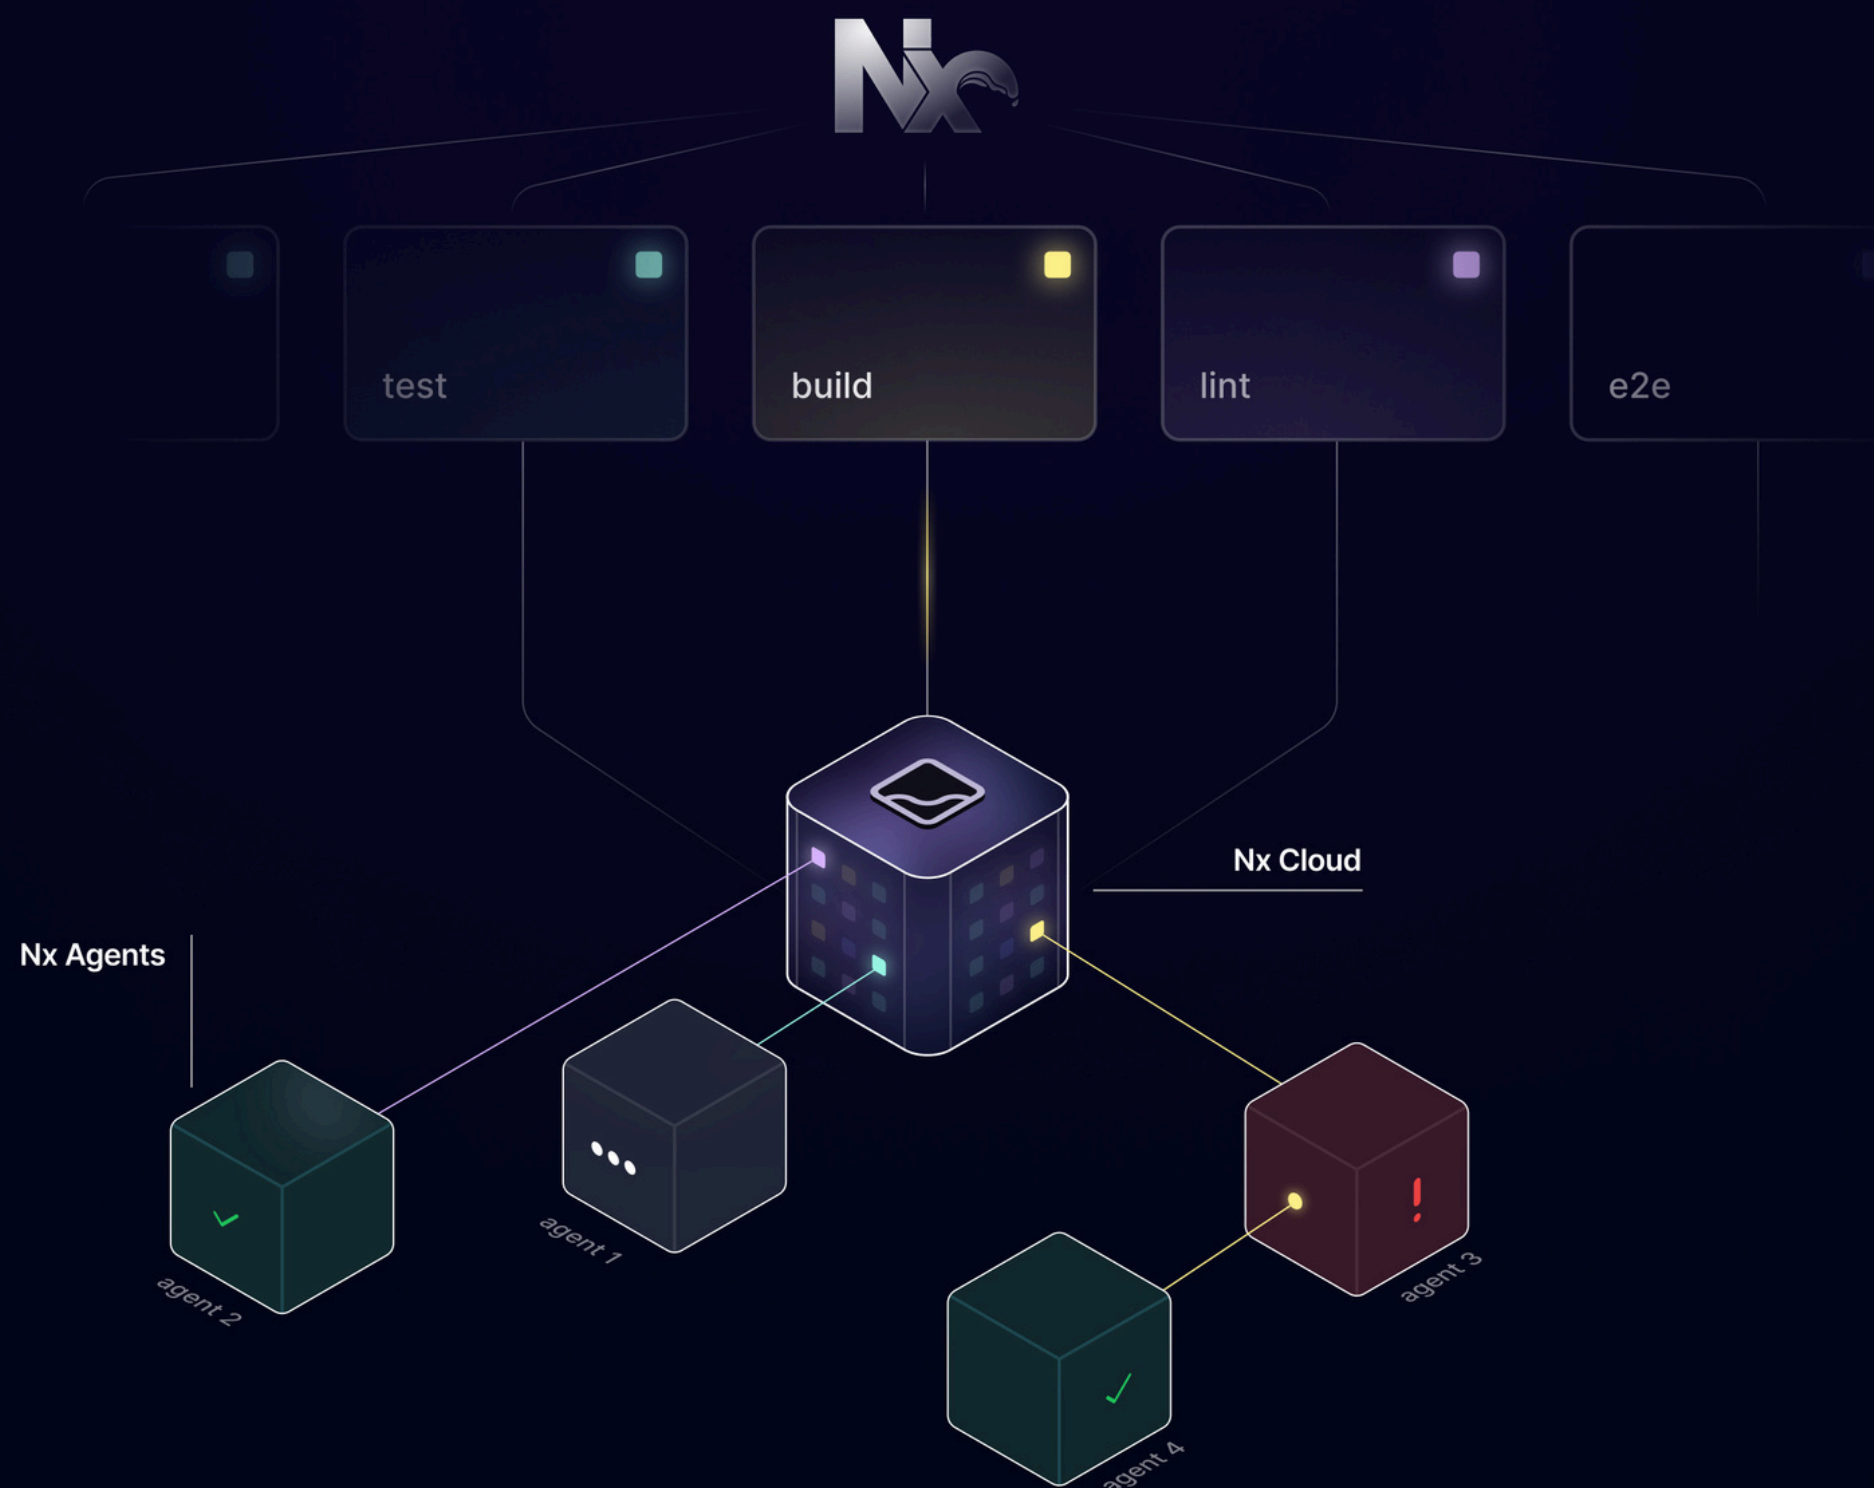 Nx
test
build
lint
e2e
Nx Cloud
Nx Agents
agent 1
agent 2
agent 3
agent 4